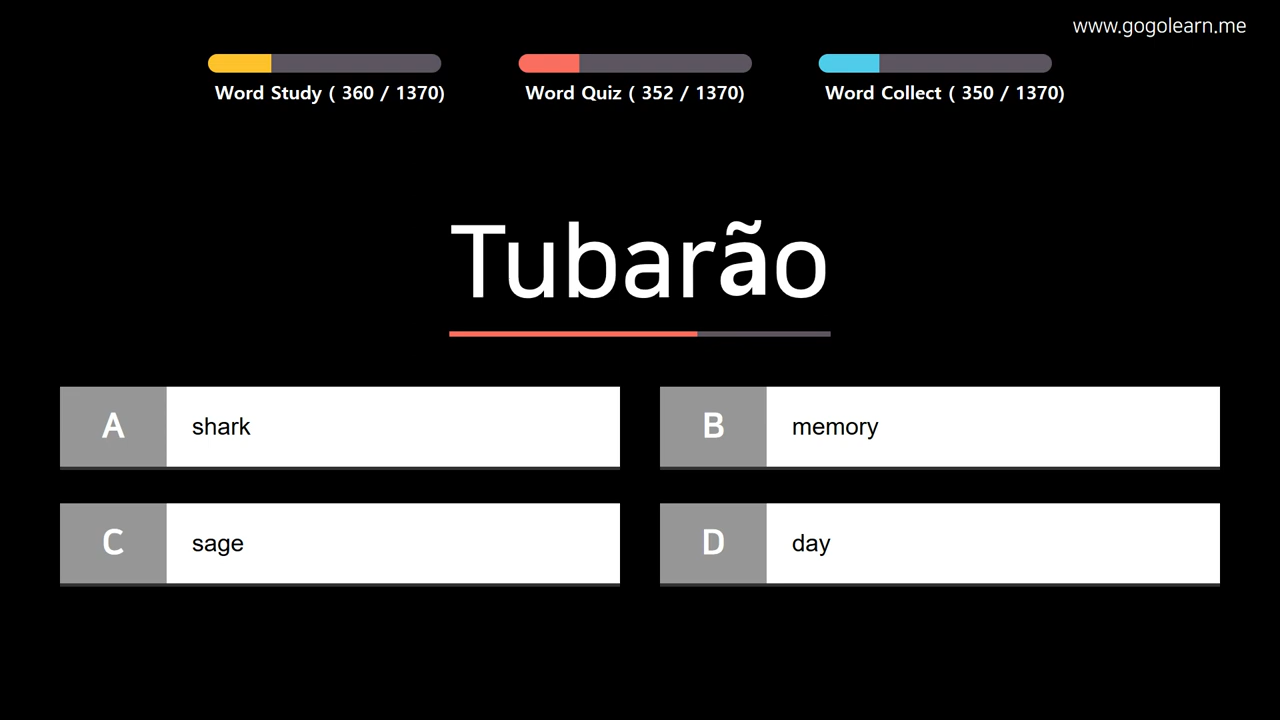 www.gogolearn.me
Word Study ( 360 / 1370)
Word Quiz ( 352 / 1370)
Word Collect ( 350 / 1370)
Tubarão
A shark
B memory
C sage
D day